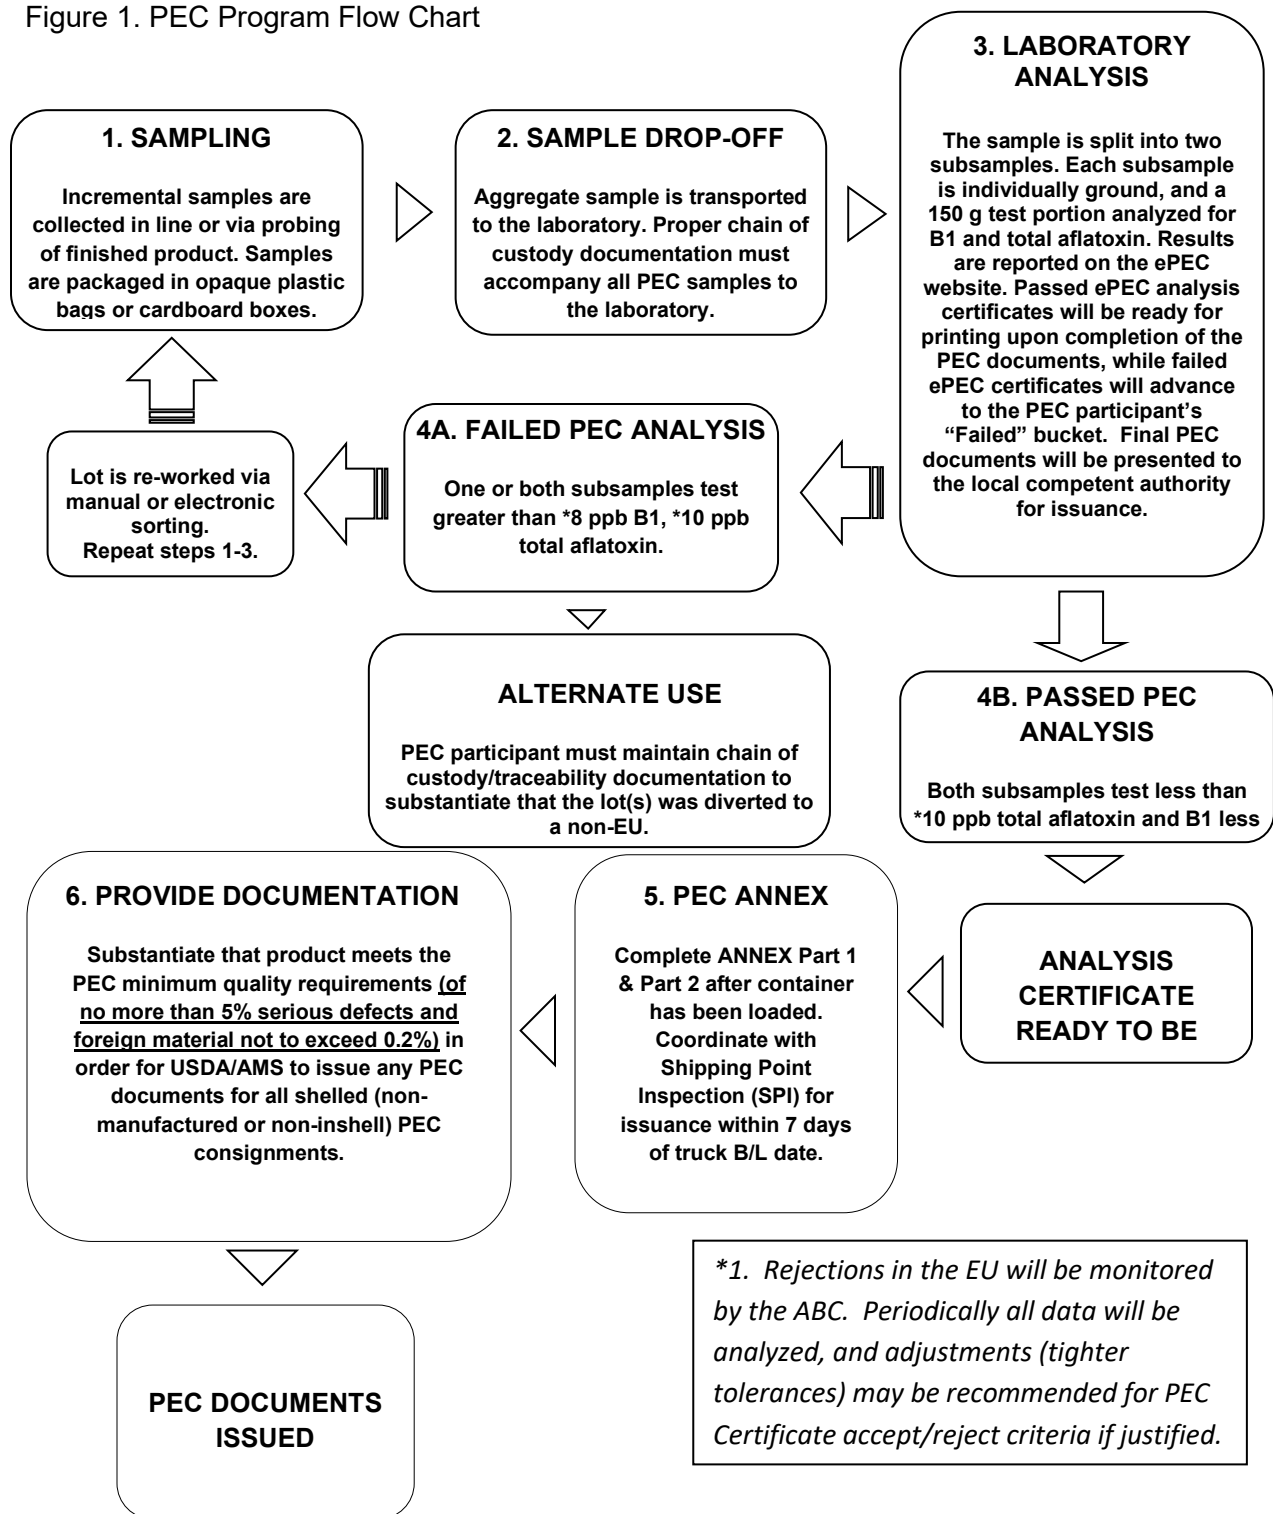 Figure 1. PEC Program Flow Chart
1. SAMPLING
Incremental samples are
collected in line or via probing
of finished product. Samples
are packaged in opaque plastic
bags or cardboard boxes.
2. SAMPLE DROP-OFF
Aggregate sample is transported
to the laboratory. Proper chain of
custody documentation must
accompany all PEC samples to
the laboratory.
3. LABORATORY
ANALYSIS
The sample is split into two
subsamples. Each subsample
is individually ground, and a
150 g test portion analyzed for
B1 and total aflatoxin. Results
are reported on the ePEC
website. Passed ePEC analysis
certificates will be ready for
printing upon completion of the
PEC documents, while failed
ePEC certificates will advance
to the PEC participant’s
“Failed” bucket.  Final PEC
documents will be presented to
the local competent authority
for issuance.
4A. FAILED PEC ANALYSIS
One or both subsamples test
greater than *8 ppb B1, *10 ppb
total aflatoxin.
Lot is re-worked via
manual or electronic
sorting.
Repeat steps 1-3.
ALTERNATE USE
PEC participant must maintain chain of
custody/traceability documentation to
substantiate that the lot(s) was diverted to
a non-EU.
4B. PASSED PEC
ANALYSIS
Both subsamples test less than
*10 ppb total aflatoxin and B1 less
ANALYSIS
CERTIFICATE
READY TO BE
5. PEC ANNEX
Complete ANNEX Part 1
& Part 2 after container
has been loaded.
Coordinate with
Shipping Point
Inspection (SPI) for
issuance within 7 days
of truck B/L date.
6. PROVIDE DOCUMENTATION
Substantiate that product meets the
PEC minimum quality requirements (of
no more than 5% serious defects and
foreign material not to exceed 0.2%) in
order for USDA/AMS to issue any PEC
documents for all shelled (non-
manufactured or non-inshell) PEC
consignments.
PEC DOCUMENTS
ISSUED
*1.  Rejections in the EU will be monitored
by the ABC.  Periodically all data will be
analyzed, and adjustments (tighter
tolerances) may be recommended for PEC
Certificate accept/reject criteria if justified.